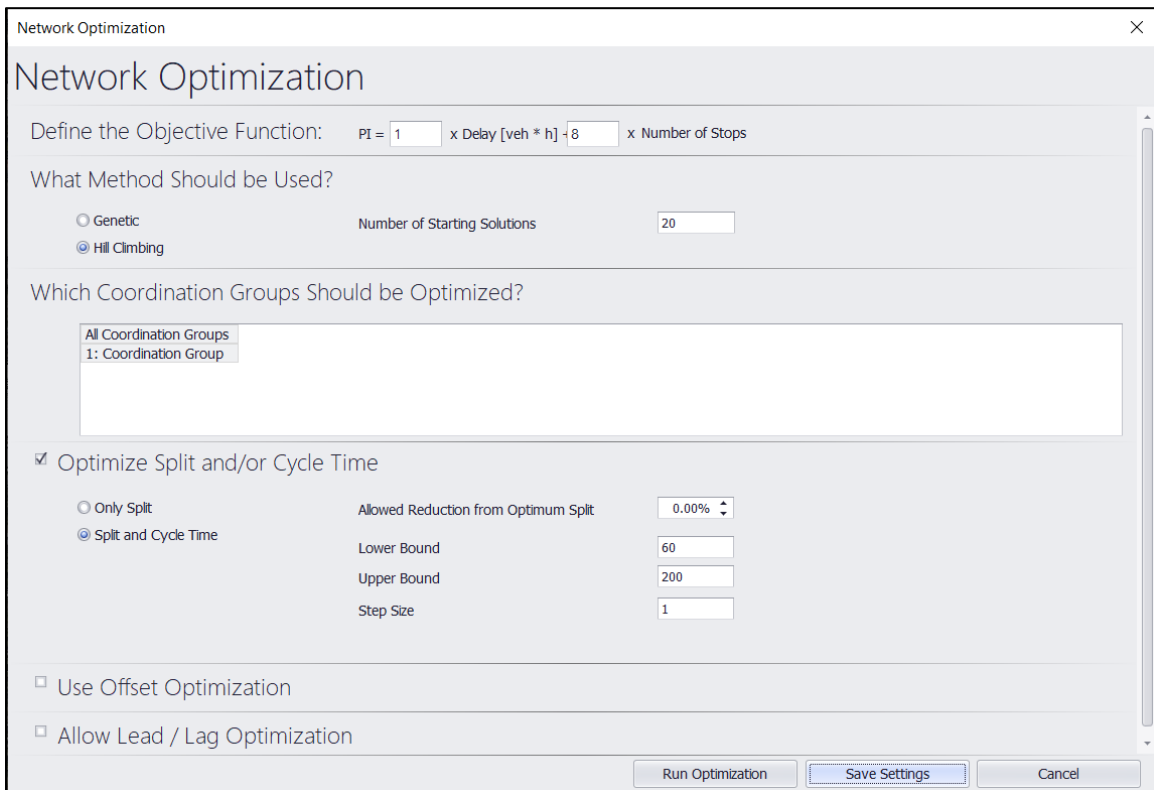 Network Optimization
Network Optimization
Define the Objective Function: PI = 1 x Delay [veh * h] + 8 x Number of Stops
What Method Should be Used?
Genetic Number of Starting Solutions 20
Hill Climbing
Which Coordination Groups Should be Optimized?
All Coordination Groups
1: Coordination Group
Optimize Split and/or Cycle Time
Only Split Allowed Reduction from Optimum Split 0.00%
Split and Cycle Time
Lower Bound 60
Upper Bound 200
Step Size 1
Use Offset Optimization
Allow Lead / Lag Optimization
Run Optimization Save Settings Cancel